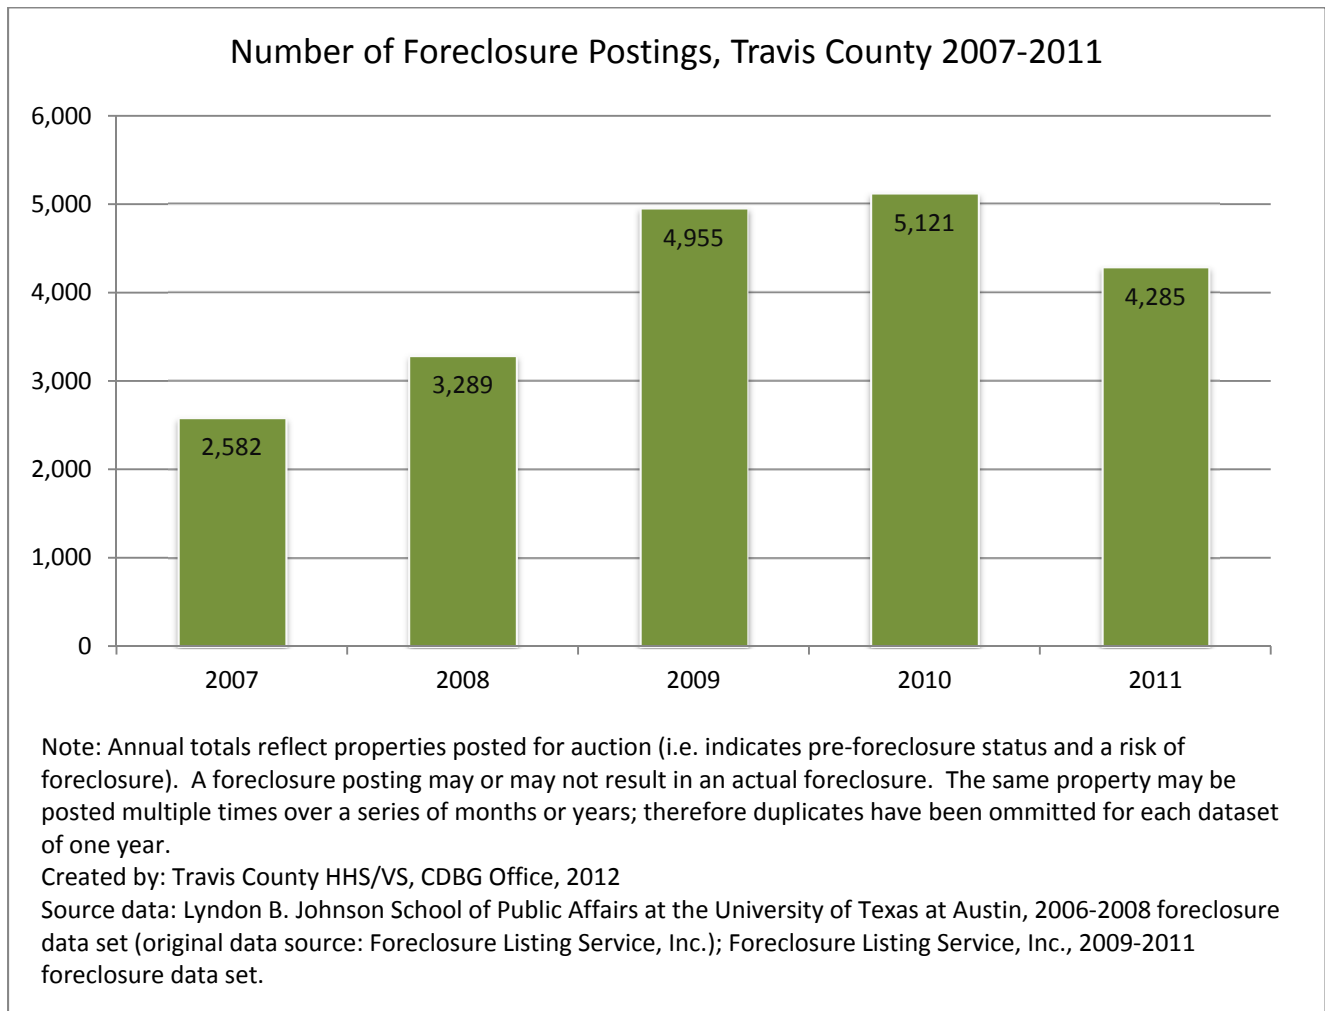 Number of Foreclosure Postings, Travis County 2007-2011
6,000
5,000
4,000
3,000
2,000
1,000
0
2,582
3,289
4,955
5,121
4,285
2007
2008
2009
2010
2011
Note: Annual totals reflect properties posted for auction (i.e. indicates pre-foreclosure status and a risk of
foreclosure).  A foreclosure posting may or may not result in an actual foreclosure.  The same property may be
posted multiple times over a series of months or years; therefore duplicates have been ommitted for each dataset
of one year.
Created by: Travis County HHS/VS, CDBG Office, 2012
Source data: Lyndon B. Johnson School of Public Affairs at the University of Texas at Austin, 2006-2008 foreclosure
data set (original data source: Foreclosure Listing Service, Inc.); Foreclosure Listing Service, Inc., 2009-2011
foreclosure data set.